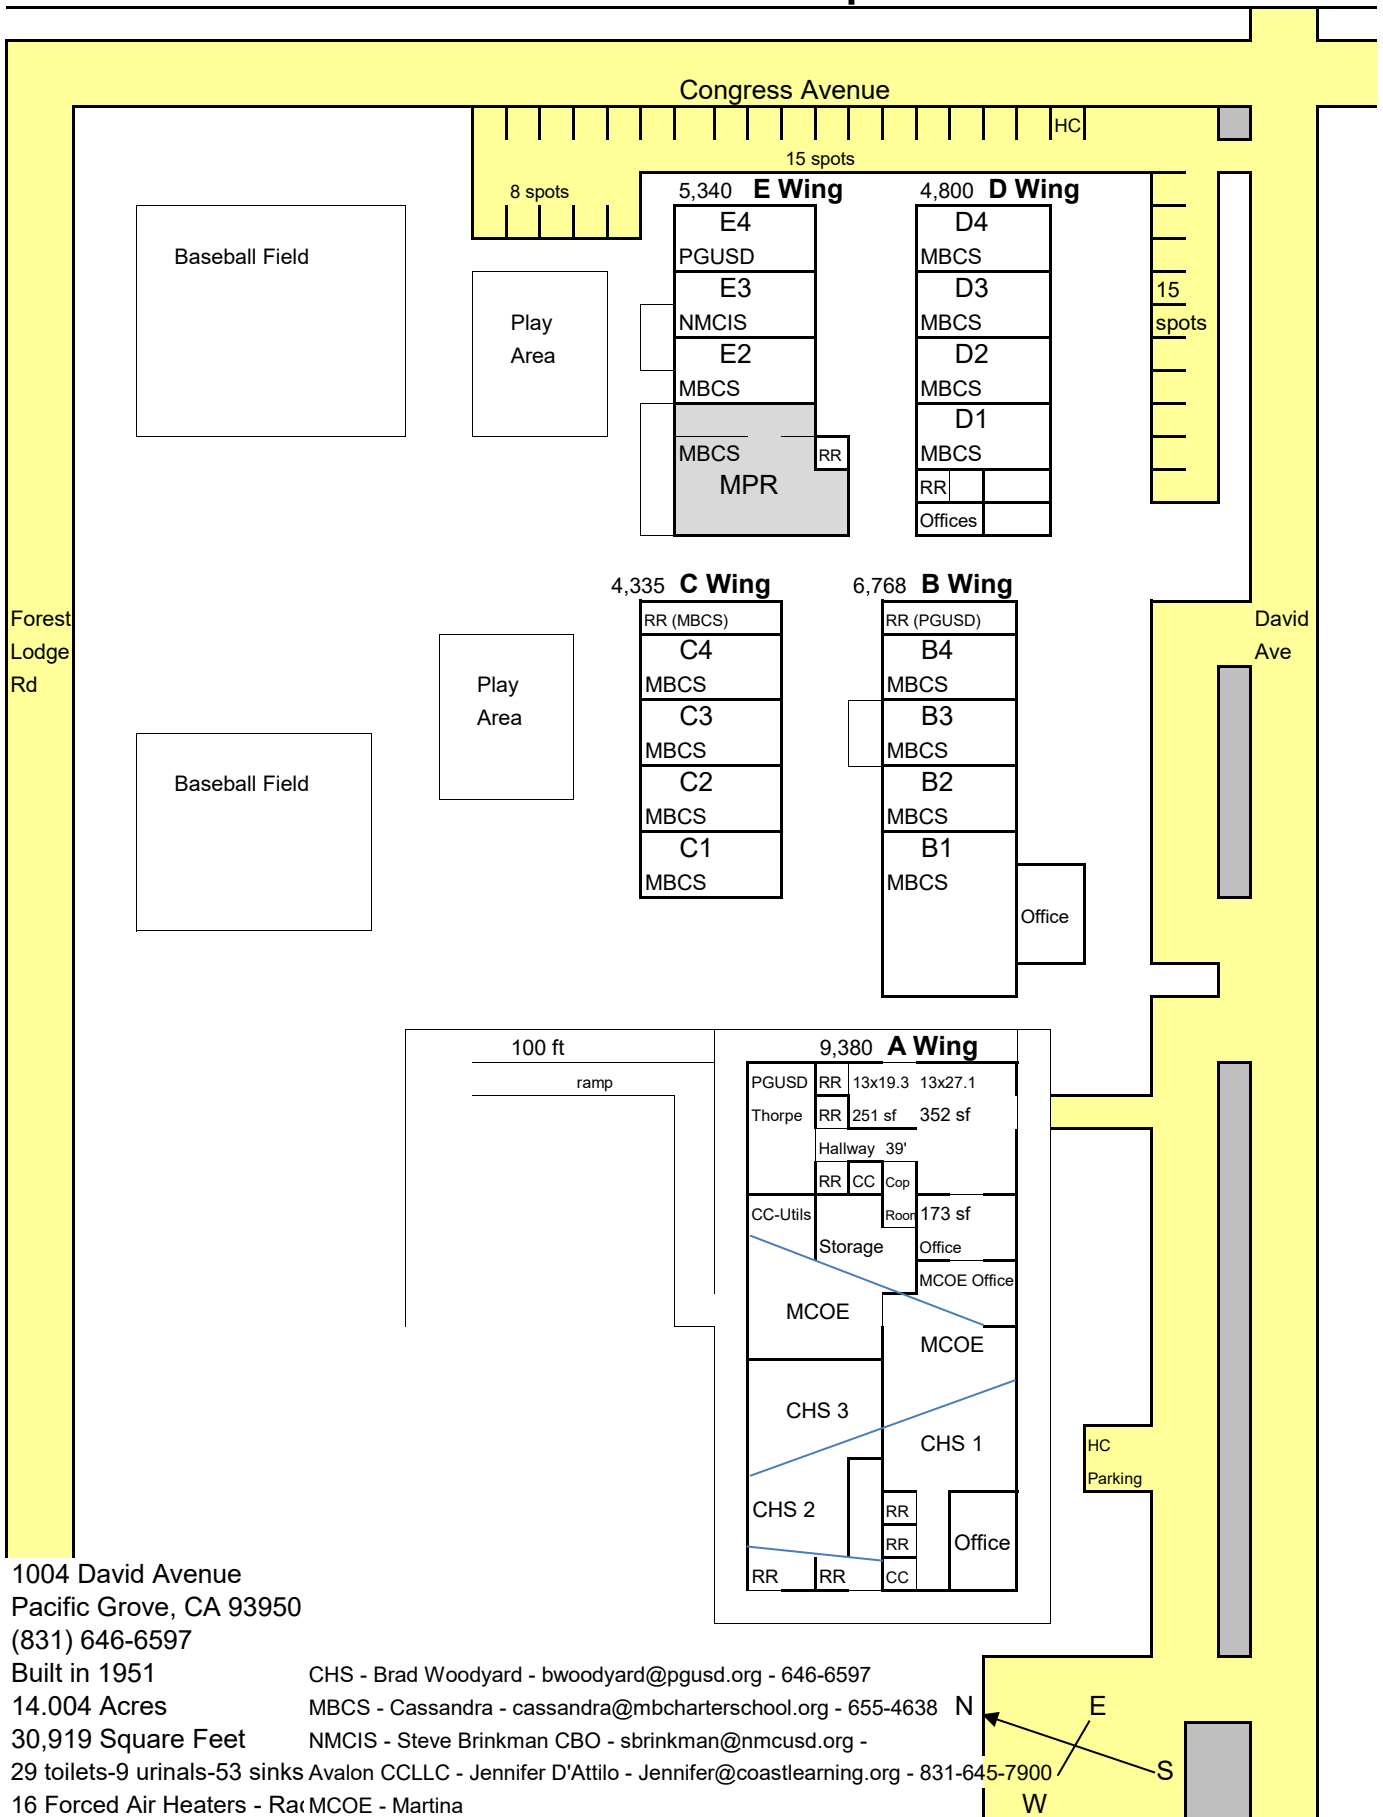 Congress Avenue
HC
15 spots
8 spots
5,340 E Wing
4,800 D Wing
E4
PGUSD
E3
NMCIS
E2
MBCS
MBCS
RR
MPR
D4
MBCS
D3
MBCS
D2
MBCS
D1
MBCS
RR
Offices
15
spots
Baseball Field
Play
Area
4,335 C Wing
6,768 B Wing
RR (MBCS)
C4
MBCS
C3
MBCS
C2
MBCS
C1
MBCS
RR (PGUSD)
B4
MBCS
B3
MBCS
B2
MBCS
B1
MBCS
Office
Forest
Lodge
Rd
David
Ave
Play
Area
Baseball Field
100 ft
ramp
9,380 A Wing
PGUSD RR 13x19.3 13x27.1
Thorpe RR 251 sf 352 sf
Hallway 39'
RR CC Cop
CC-Utils Room 173 sf
Storage Office
MCOE Office
MCOE
MCOE
CHS 3
CHS 1
HC
Parking
CHS 2
RR
RR
Office
RR RR CC
1004 David Avenue
Pacific Grove, CA 93950
(831) 646-6597
Built in 1951
CHS - Brad Woodyard - bwoodyard@pgusd.org - 646-6597
14.004 Acres
MBCS - Cassandra - cassandra@mbcharterschool.org - 655-4638
30,919 Square Feet
NMCIS - Steve Brinkman CBO - sbrinkman@nmcusd.org -
29 toilets-9 urinals-53 sinks
Avalon CCLLC - Jennifer D'Attilo - Jennifer@coastlearning.org - 831-645-7900
16 Forced Air Heaters -
MCOE - Martina
N
E
S
W